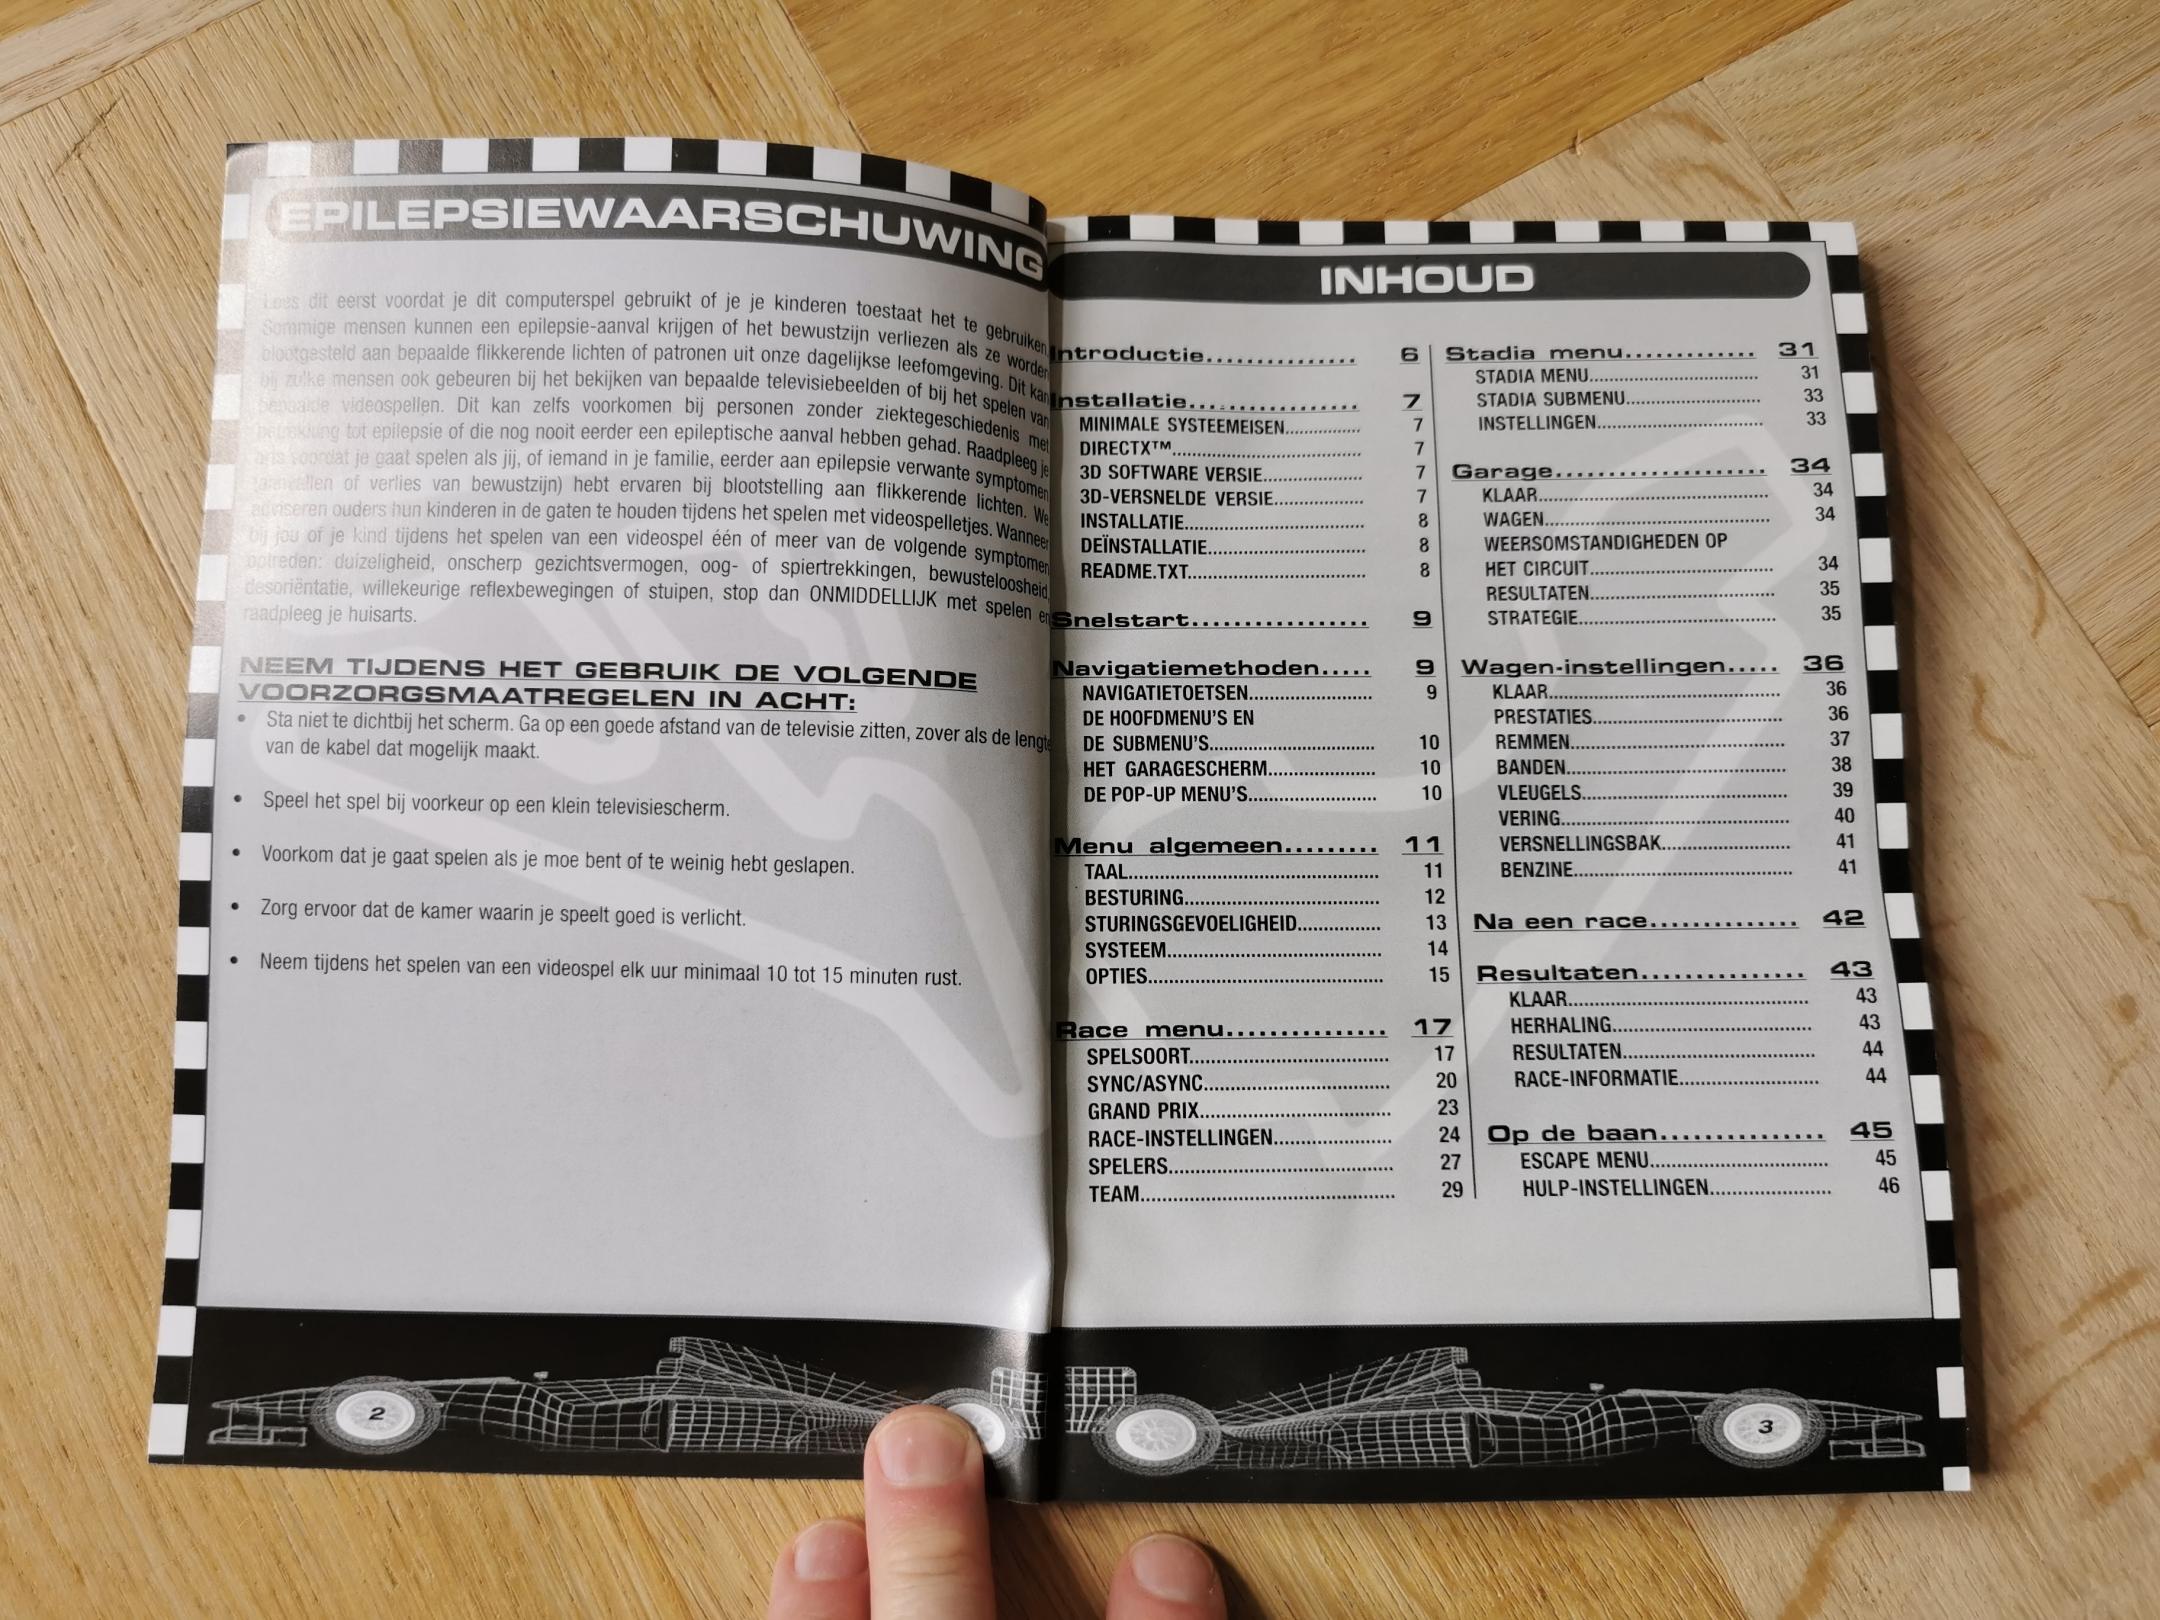 EPILEPSIEWAARSCHUWING
Lees dit eerst voordat je dit computerspel gebruikt of je je kinderen toestaat het te gebruiken.
Sommige mensen kunnen een epilepsie-aanval krijgen of het bewustzijn verliezen als ze worden
blootgesteld aan bepaalde flikkerende lichten of patronen uit onze dagelijkse leefomgeving. Dit kan
bij zulke mensen ook gebeuren bij het bekijken van bepaalde televisiebeelden of bij het spelen van
bepaalde videospellen. Dit kan zelfs voorkomen bij personen zonder ziektegeschiedenis met
betrekking tot epilepsie of die nog nooit eerder een epileptische aanval hebben gehad. Raadpleeg je
arts voordat je gaat spelen als jij, of iemand in je familie, eerder aan epilepsie verwante symptomen
(aanvallen of verlies van bewustzijn) hebt ervaren bij blootstelling aan flikkerende lichten. We
adviseren ouders hun kinderen in de gaten te houden tijdens het spelen met videospelletjes. Wanneer
bij jou of je kind tijdens het spelen van een videospel één of meer van de volgende symptomen
optreden: duizeligheid, onscherp gezichtsvermogen, oog- of spiertrekkingen, bewusteloosheid,
desoriëntatie, willekeurige reflexbewegingen of stuipen, stop dan ONMIDDELLIJK met spelen en
raadpleeg je huisarts.
NEEM TIJDENS HET GEBRUIK DE VOLGENDE
VOORZORGSMAATREGELEN IN ACHT:
• Sta niet te dichtbij het scherm. Ga op een goede afstand van de televisie zitten, zover als de lengte
van de kabel dat mogelijk maakt.
• Speel het spel bij voorkeur op een klein televisiescherm.
• Voorkom dat je gaat spelen als je moe bent of te weinig hebt geslapen.
• Zorg ervoor dat de kamer waarin je speelt goed is verlicht.
• Neem tijdens het spelen van een videospel elk uur minimaal 10 tot 15 minuten rust.
2
INHOUD
Introductie............... 6
Installatie................ 7
MINIMALE SYSTEEMEISEN............... 7
DIRECTX™............... 7
3D SOFTWARE VERSIE............... 7
3D-VERSNELDE VERSIE............... 7
INSTALLATIE............... 8
DEÏNSTALLATIE............... 8
README.TXT............... 8
Snelstart................. 9
Navigatiemethoden..... 9
NAVIGATIETOETSEN............... 9
DE HOOFDMENU'S EN
DE SUBMENU'S............... 10
HET GARAGESCHERM............... 10
DE POP-UP MENU'S............... 10
Menu algemeen......... 11
TAAL............... 11
BESTURING............... 12
STURINGSGEVOELIGHEID............... 13
SYSTEEM............... 14
OPTIES............... 15
Race menu............... 17
SPELSOORT............... 17
SYNC/ASYNC............... 20
GRAND PRIX............... 23
RACE-INSTELLINGEN............... 24
SPELERS............... 27
TEAM............... 29
Stadia menu............. 31
STADIA MENU............... 31
STADIA SUBMENU............... 33
INSTELLINGEN............... 33
Garage.................... 34
KLAAR............... 34
WAGEN............... 34
WEERSOMSTANDIGHEDEN OP
HET CIRCUIT............... 34
RESULTATEN............... 35
STRATEGIE............... 35
Wagen-instellingen..... 36
KLAAR............... 36
PRESTATIES............... 36
REMMEN............... 37
BANDEN............... 38
VLEUGELS............... 39
VERING............... 40
VERSNELLINGSBAK............... 41
BENZINE............... 41
Na een race.............. 42
Resultaten............... 43
KLAAR............... 43
HERHALING............... 43
RESULTATEN............... 44
RACE-INFORMATIE............... 44
Op de baan............... 45
ESCAPE MENU............... 45
HULP-INSTELLINGEN............... 46
3